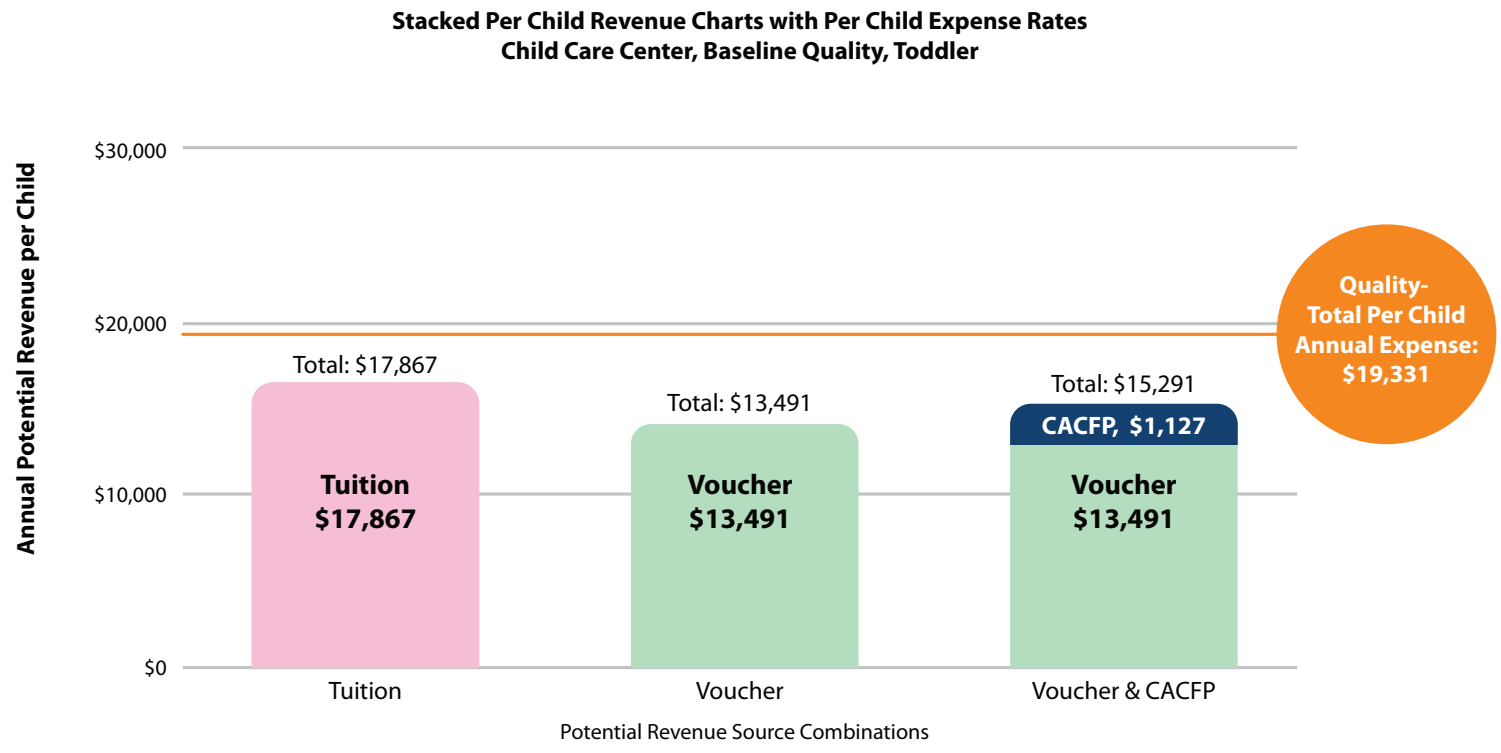 Stacked Per Child Revenue Charts with Per Child Expense Rates
Child Care Center, Baseline Quality, Toddler
Annual Potential Revenue per Child
$30,000
$20,000
$10,000
$0
Total: $17,867
Tuition
$17,867
Total: $13,491
Voucher
$13,491
Total: $15,291
CACFP, $1,127
Voucher
$13,491
Quality-
Total Per Child
Annual Expense:
$19,331
Tuition
Voucher
Voucher & CACFP
Potential Revenue Source Combinations